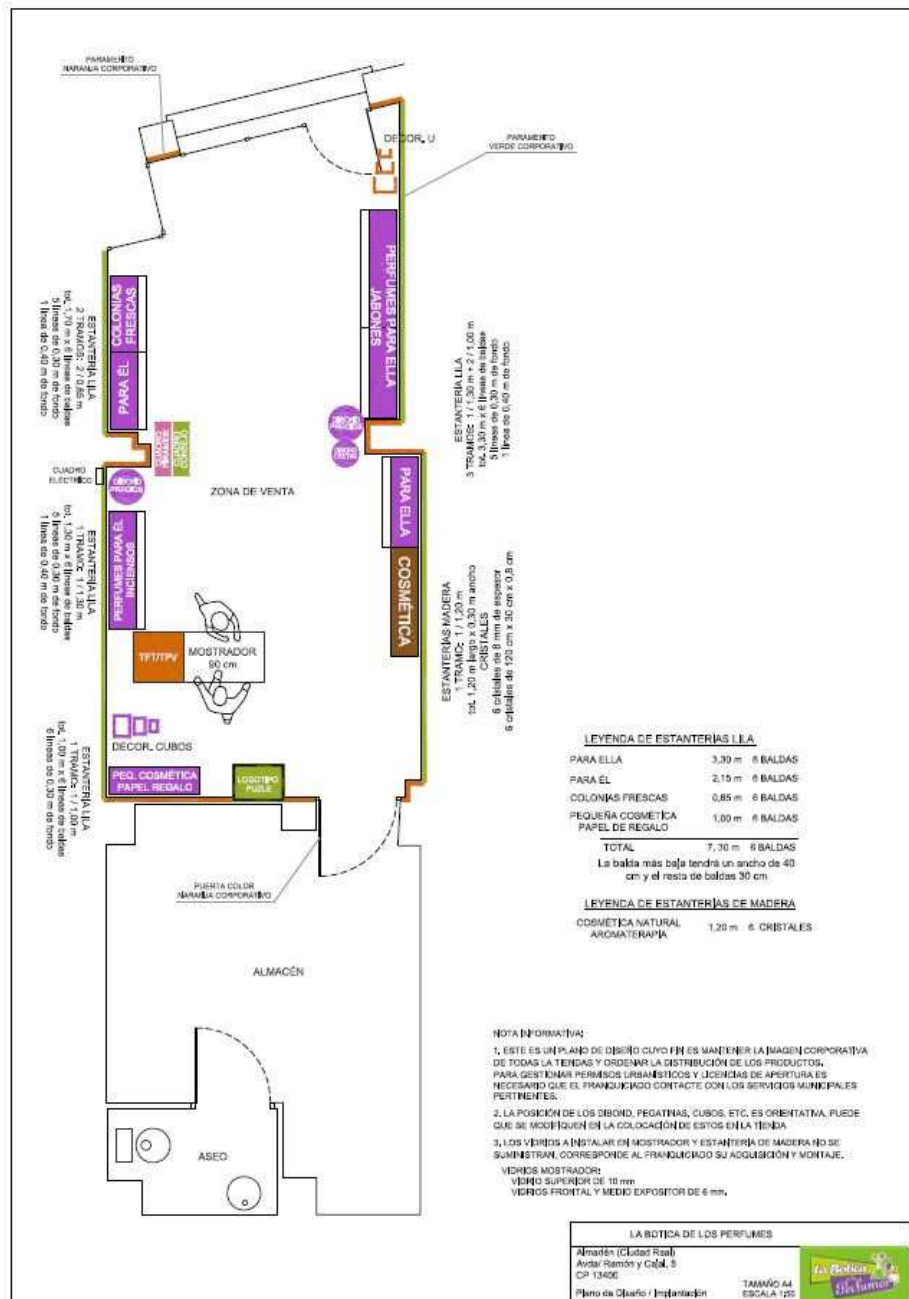 PARAMENTO
NARANJA CORPORATIVO
DECOR. U
PARAMENTO
VERDE CORPORATIVO
COLONIAS
FRESCAS
PARA ÉL
PERFUMES PARA ELLA
JABONES
ESTANTERÍA LILA
2 TRAMOS: 2 / 0,85 m
tot. 1,70 m x 6 líneas de baldas
5 líneas de 0,30 m de fondo
1 línea de 0,40 m de fondo
ESTANTERÍA LILA
3 TRAMOS: 1 / 1,30 m + 2 / 1,00 m
tot. 3,30 m x 6 líneas de baldas
5 líneas de 0,30 m de fondo
1 línea de 0,40 m de fondo
CUADRO
ELÉCTRICO
ZONA DE VENTA
PARA ELLA
COSMÉTICA
PERFUMES PARA ÉL
INCIENSOS
ESTANTERÍA LILA
1 TRAMO: 1 / 1,30 m
tot. 1,30 m x 6 líneas de baldas
5 líneas de 0,30 m de fondo
1 línea de 0,40 m de fondo
ESTANTERÍAS MADERA
1 TRAMO: 1 / 1,20 m
tot. 1,20 m largo x 0,30 m ancho
CRISTALES
6 cristales de 8 mm de espesor
6 cristales de 120 cm x 30 cm x 0,8 cm
TFT/TPV
MOSTRADOR
90 cm
DECOR. CUBOS
PEQ. COSMÉTICA
PAPEL REGALO
LOGOTIPO
PUZLE
ESTANTERÍA LILA
1 TRAMO: 1 / 1,00 m
tot. 1,00 m x 6 líneas de baldas
6 líneas de 0,30 m de fondo
PUERTA COLOR
NARANJA CORPORATIVO
ALMACÉN
ASEO
LEYENDA DE ESTANTERÍAS LILA
PARA ELLA 3,30 m 6 BALDAS
PARA ÉL 2,15 m 6 BALDAS
COLONIAS FRESCAS 0,85 m 6 BALDAS
PEQUEÑA COSMÉTICA
PAPEL DE REGALO 1,00 m 6 BALDAS
TOTAL 7,30 m 6 BALDAS
La balda más baja tendrá un ancho de 40
cm y el resto de baldas 30 cm
LEYENDA DE ESTANTERÍAS DE MADERA
COSMÉTICA NATURAL
AROMATERAPIA 1,20 m 6 CRISTALES
NOTA INFORMATIVA:
1, ESTE ES UN PLANO DE DISEÑO CUYO FIN ES MANTENER LA IMAGEN CORPORATIVA
DE TODAS LA TIENDAS Y ORDENAR LA DISTRIBUCIÓN DE LOS PRODUCTOS.
PARA GESTIONAR PERMISOS URBANÍSTICOS Y LICENCIAS DE APERTURA ES
NECESARIO QUE EL FRANQUICIADO CONTACTE CON LOS SERVICIOS MUNICIPALES
PERTINENTES.
2. LA POSICIÓN DE LOS DIBOND, PEGATINAS, CUBOS, ETC. ES ORIENTATIVA, PUEDE
QUE SE MODIFIQUEN EN LA COLOCACIÓN DE ESTOS EN LA TIENDA
3. LOS VIDRIOS A INSTALAR EN MOSTRADOR Y ESTANTERÍA DE MADERA NO SE
SUMINISTRAN, CORRESPONDE AL FRANQUICIADO SU ADQUISICIÓN Y MONTAJE.
VIDRIOS MOSTRADOR:
VIDRIO SUPERIOR DE 10 mm
VIDRIOS FRONTAL Y MEDIO EXPOSITOR DE 6 mm.
LA BOTICA DE LOS PERFUMES
Almadén (Ciudad Real)
Avda/ Ramón y Cajal, 8
CP 13400
Plano de Diseño / Implantación
TAMAÑO A4
ESCALA 1:50
La Botica
Perfumes